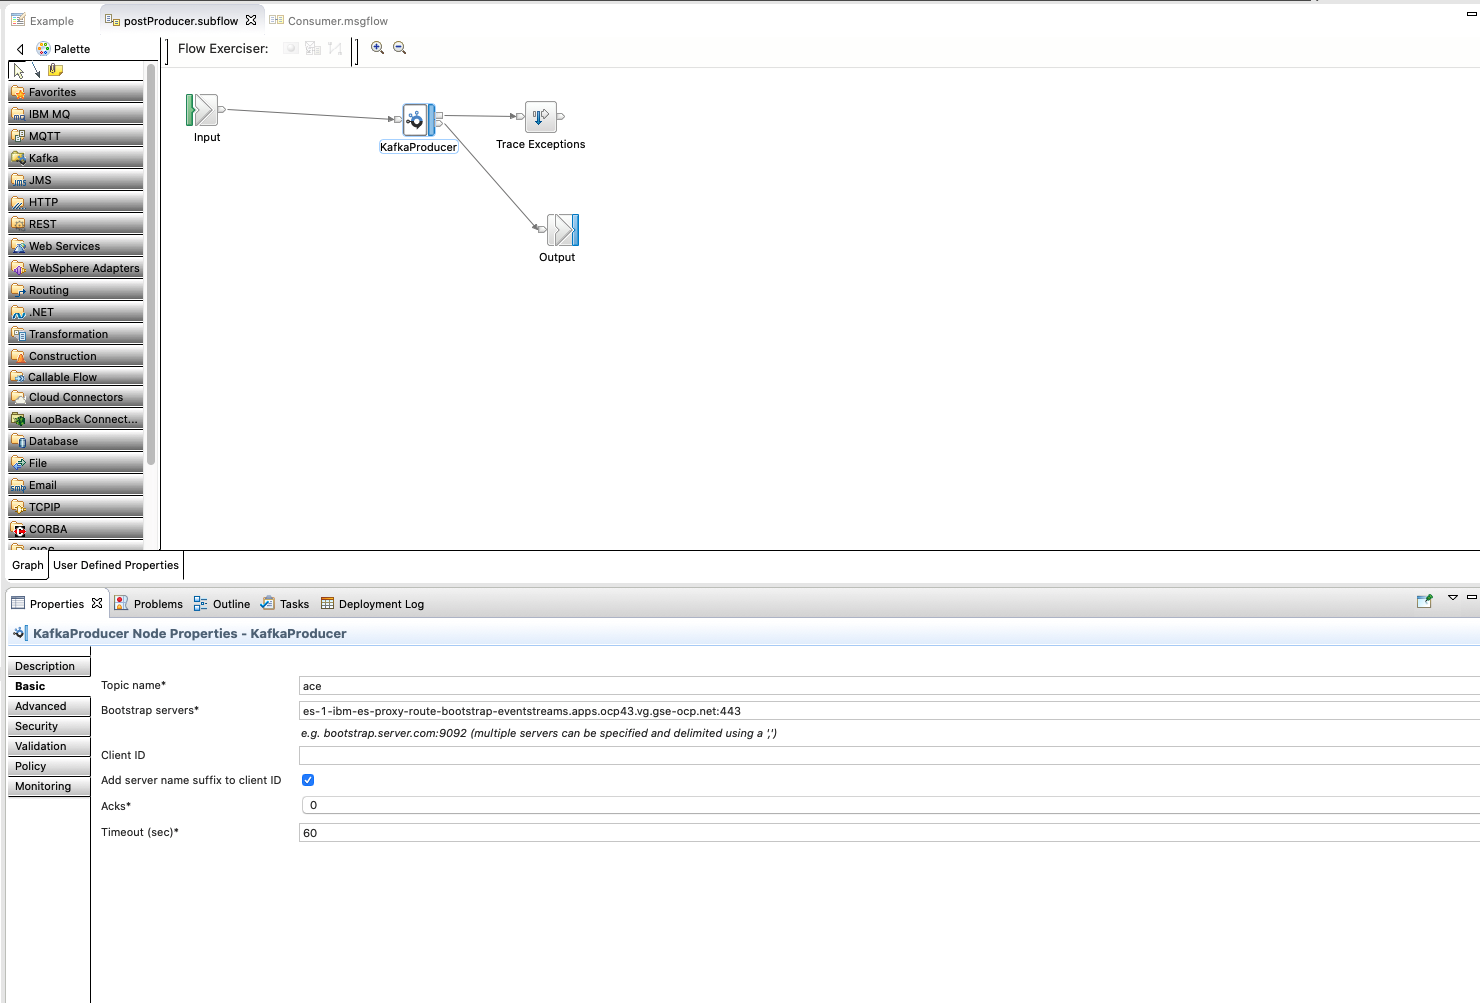 Example
postProducer.subflow
Consumer.msgflow
Palette
Flow Exerciser:
Favorites
IBM MQ
MQTT
Kafka
JMS
HTTP
REST
Web Services
WebSphere Adapters
Routing
.NET
Transformation
Construction
Callable Flow
Cloud Connectors
LoopBack Connect...
Database
File
Email
TCPIP
CORBA
Input
KafkaProducer
Trace Exceptions
Output
Graph
User Defined Properties
Properties
Problems
Outline
Tasks
Deployment Log
KafkaProducer Node Properties - KafkaProducer
Description
Basic
Advanced
Security
Validation
Policy
Monitoring
Topic name*
ace
Bootstrap servers*
es-1-ibm-es-proxy-route-bootstrap-eventstreams.apps.ocp43.vg.gse-ocp.net:443
e.g. bootstrap.server.com:9092 (multiple servers can be specified and delimited using a ',')
Client ID
Add server name suffix to client ID
Acks*
0
Timeout (sec)*
60